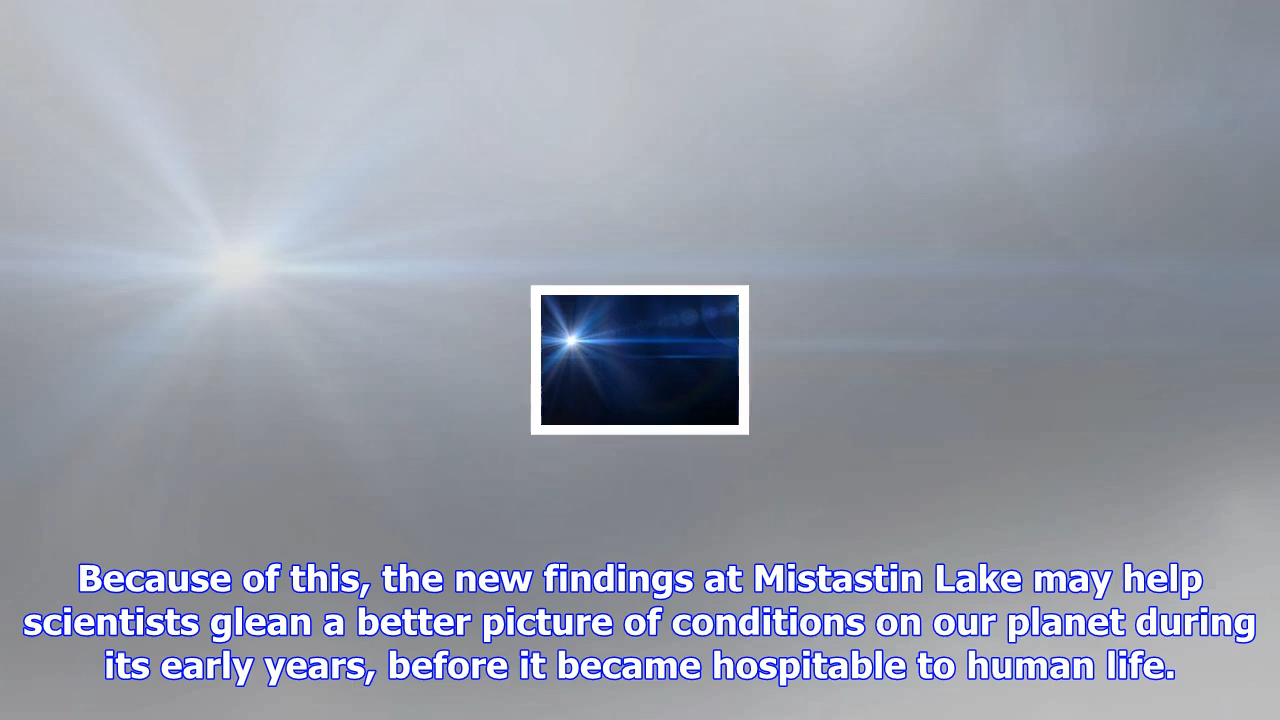 Because of this, the new findings at Mistastin Lake may help
scientists glean a better picture of conditions on our planet during
its early years, before it became hospitable to human life.